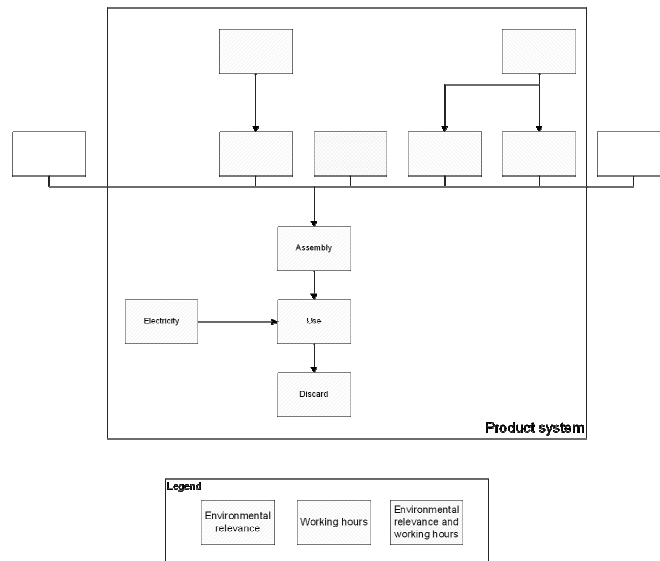 Assembly
Electricity
Use
Discard
Product system
Legend
Environmental
relevance
Working hours
Environmental
relevance and
working hours